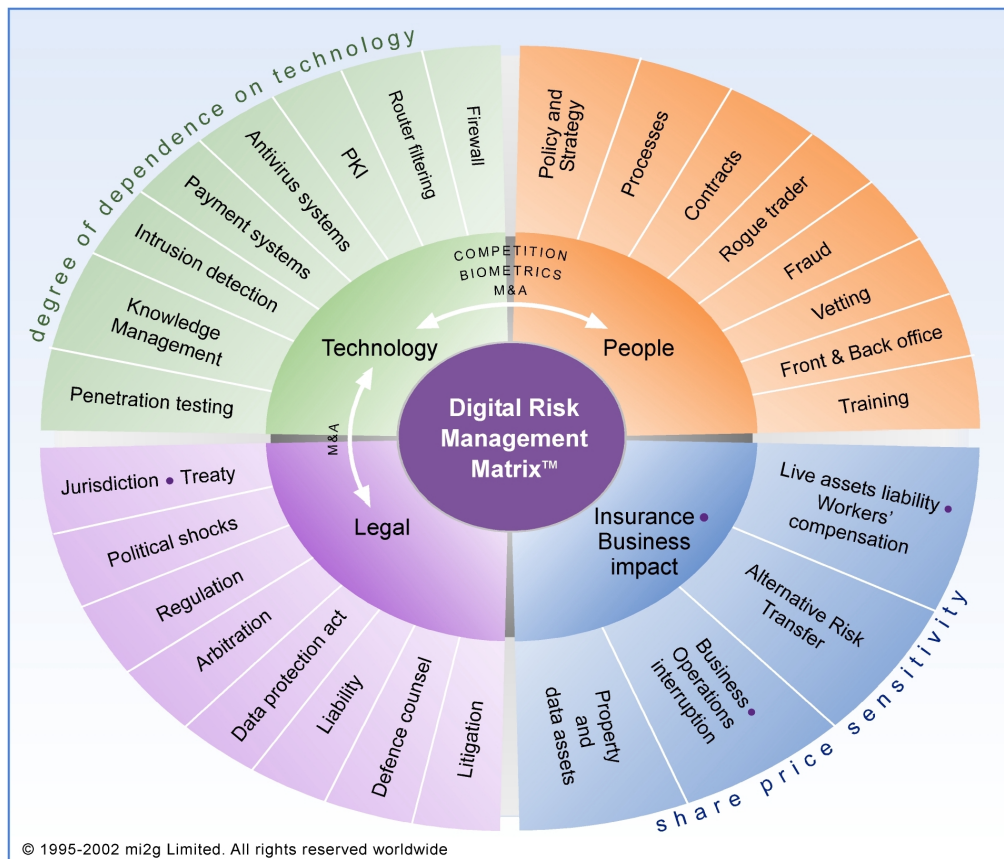 degree of dependence on technology
Penetration testing
Knowledge
Management
Intrusion detection
Payment systems
Antivirus systems
PKI
Router filtering
Firewall
Policy and
Strategy
Processes
Contracts
Rogue trader
Fraud
Vetting
Front & Back office
Training
COMPETITION
BIOMETRICS
M&A
Technology
People
Digital Risk
Management
Matrix™
M&A
Legal
Insurance •
Business
impact
Jurisdiction • Treaty
Political shocks
Regulation
Arbitration
Data protection act
Liability
Defence counsel
Litigation
Property
and
data assets
Business •
Operations
interruption
Alternative Risk
Transfer
Live assets liability •
Workers’
compensation
share price sensitivity
© 1995-2002 mi2g Limited. All rights reserved worldwide